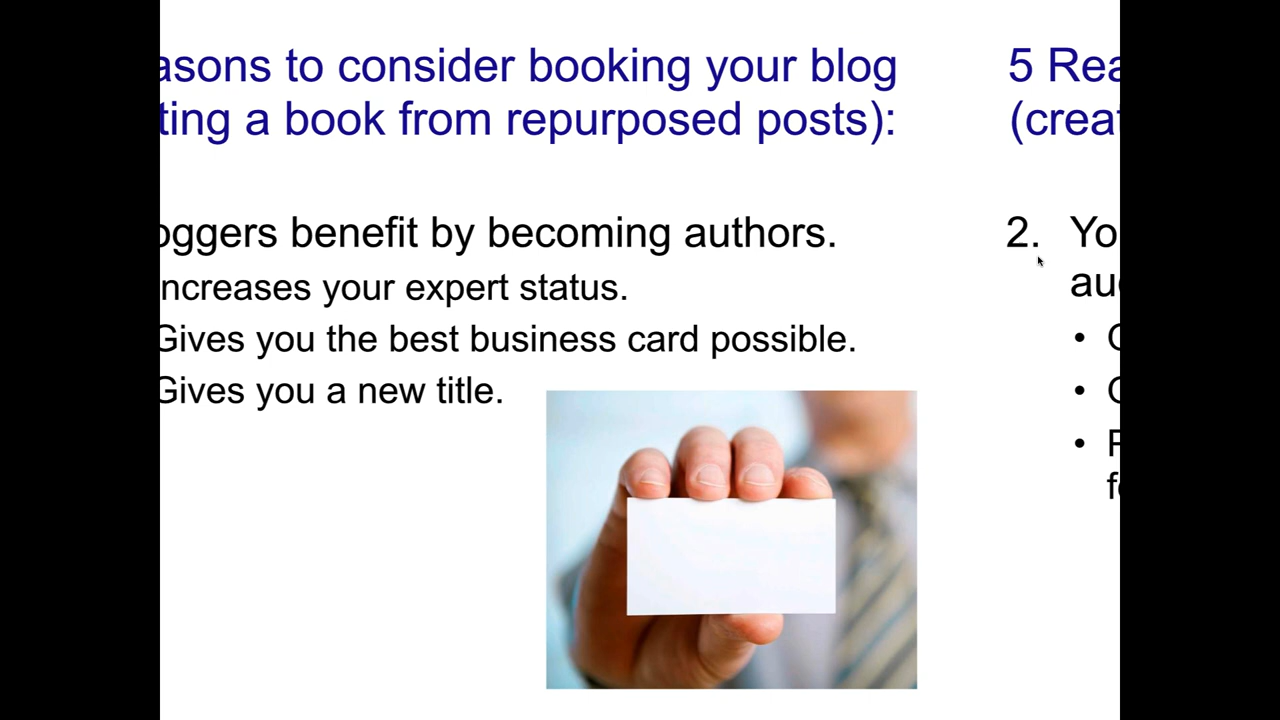 asons to consider booking your blog
ting a book from repurposed posts):
oggers benefit by becoming authors.
ncreases your expert status.
Gives you the best business card possible.
Gives you a new title.
5 Rea
(creat
2. Yo
au
•
•
•
f